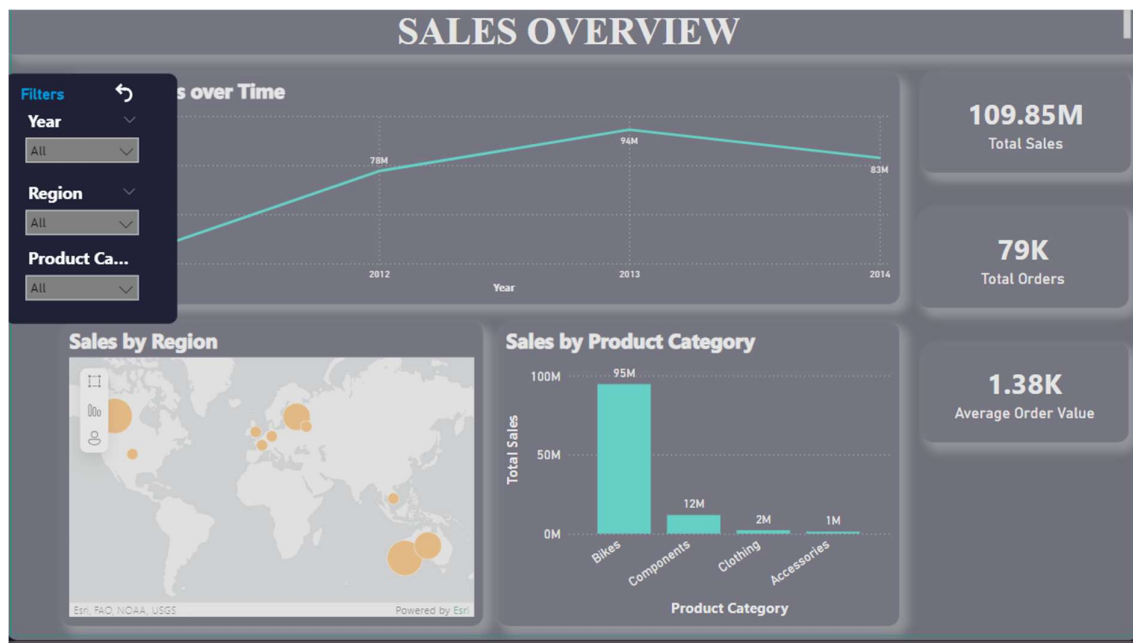 SALES OVERVIEW
Filters
Year
All
Region
All
Product Ca...
All
s over Time
78M
94M
83M
2012
2013
2014
Year
109.85M
Total Sales
79K
Total Orders
1.38K
Average Order Value
Sales by Region
Esri, FAO, NOAA, USGS
Powered by Esri
Sales by Product Category
Total Sales
100M
50M
0M
95M
12M
2M
1M
Bikes
Components
Clothing
Accessories
Product Category